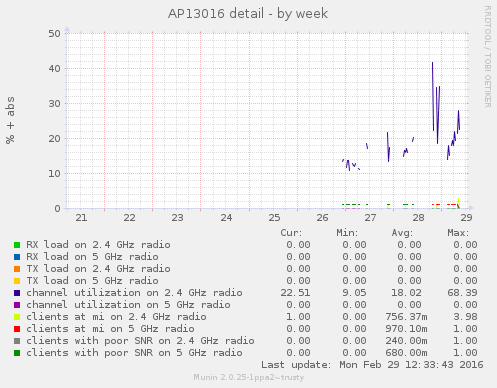 AP13016 detail - by week
RRDTOOL / TOBI OETIKER
% + abs
50
40
30
20
10
0
21 22 23 24 25 26 27 28 29
Cur: Min: Avg: Max:
RX load on 2.4 GHz radio 0.00 0.00 0.00 0.00
RX load on 5 GHz radio 0.00 0.00 0.00 0.00
TX load on 2.4 GHz radio 0.00 0.00 0.00 0.00
TX load on 5 GHz radio 0.00 0.00 0.00 0.00
channel utilization on 2.4 GHz radio 22.51 9.05 18.02 68.39
channel utilization on 5 GHz radio 0.00 0.00 0.00 0.00
clients at mi on 2.4 GHz radio 1.00 0.00 756.37m 3.98
clients at mi on 5 GHz radio 0.00 0.00 970.10m 1.00
clients with poor SNR on 2.4 GHz radio 0.00 0.00 240.00m 1.00
clients with poor SNR on 5 GHz radio 0.00 0.00 680.00m 1.00
Last update: Mon Feb 29 12:33:43 2016
Munin 2.0.25-1ppa2~trusty